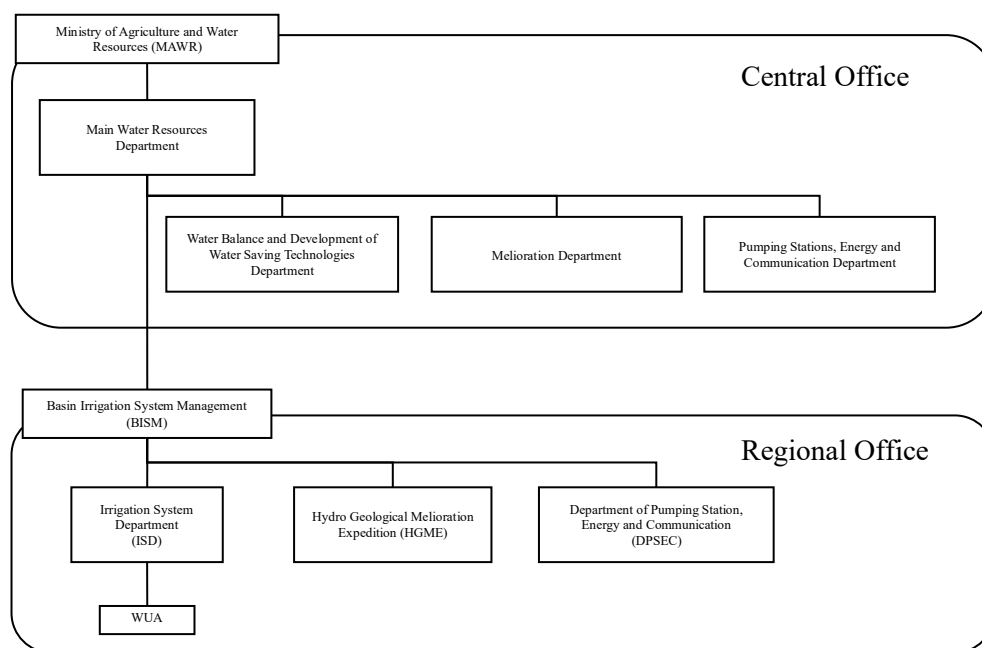 Ministry of Agriculture and Water
Resources (MAWR)
Central Office
Main Water Resources
Department
Water Balance and Development of
Water Saving Technologies
Department
Melioration Department
Pumping Stations, Energy and
Communication Department
Basin Irrigation System Management
(BISM)
Regional Office
Irrigation System
Department
(ISD)
Hydro Geological Melioration
Expedition (HGME)
Department of Pumping Station,
Energy and Communication
(DPSEC)
WUA